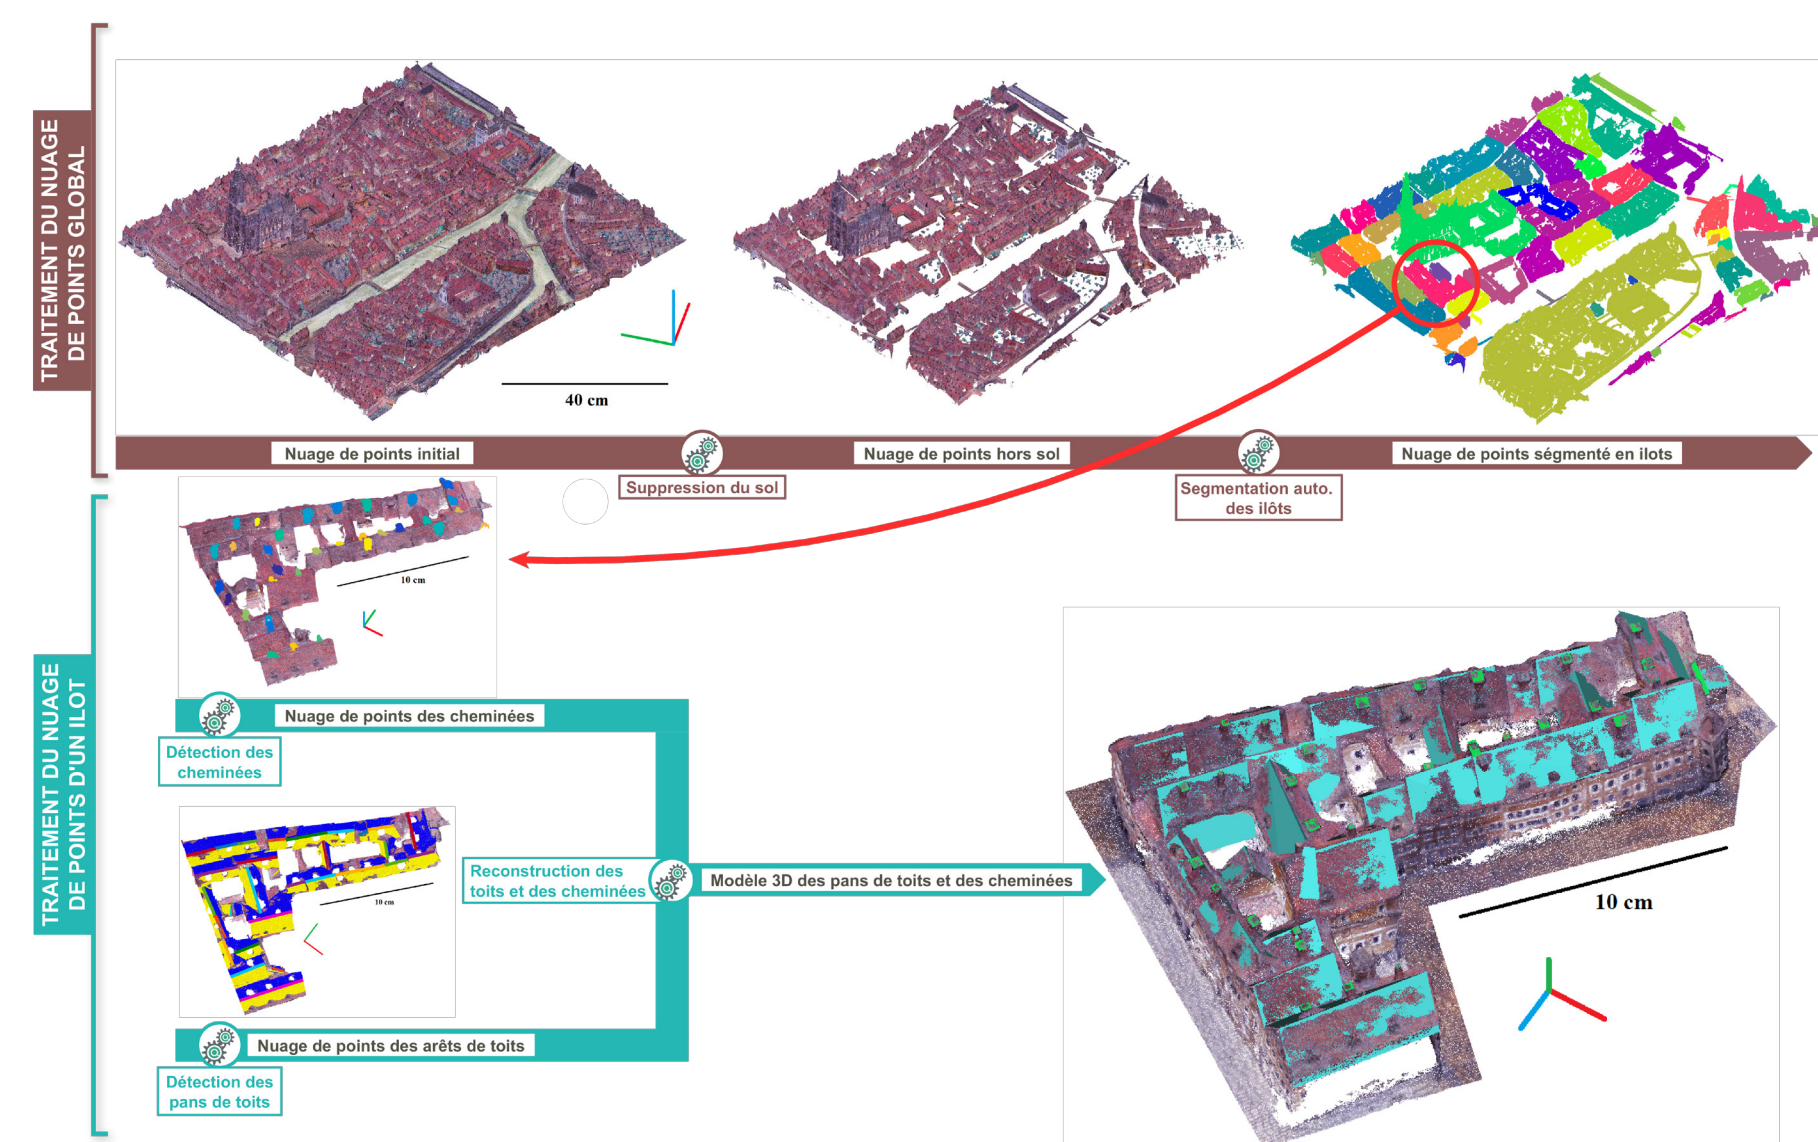 TRAITEMENT DU NUAGE
DE POINTS GLOBAL
40 cm
Nuage de points initial
Nuage de points hors sol
Nuage de points ségmenté en ilots
Suppression du sol
Segmentation auto.
des ilôts
TRAITEMENT DU NUAGE
DE POINTS D'UN ILOT
10 cm
Nuage de points des cheminées
Détection des
cheminées
10 cm
Reconstruction des
toits et des cheminées
Modèle 3D des pans de toits et des cheminées
10 cm
Nuage de points des arêts de toits
Détection des
pans de toits